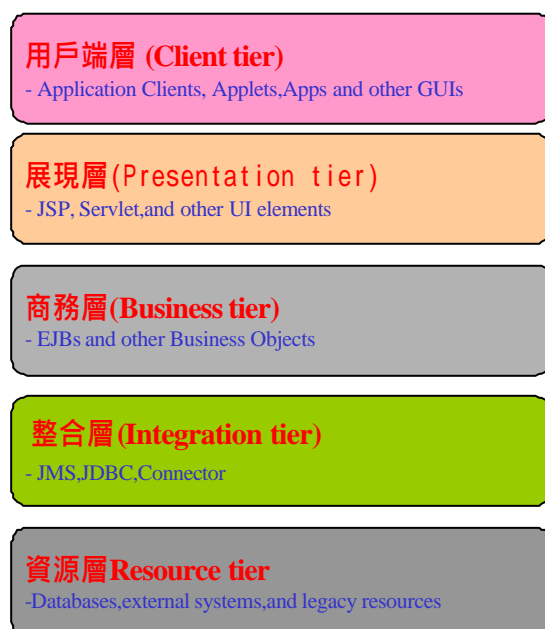 用戶端層 (Client tier)
- Application Clients, Applets,Apps and other GUIs
展現層(Presentation tier)
- JSP, Servlet,and other UI elements
商務層(Business tier)
- EJBs and other Business Objects
整合層(Integration tier)
- JMS,JDBC,Connector
資源層Resource tier
-Databases,external systems,and legacy resources